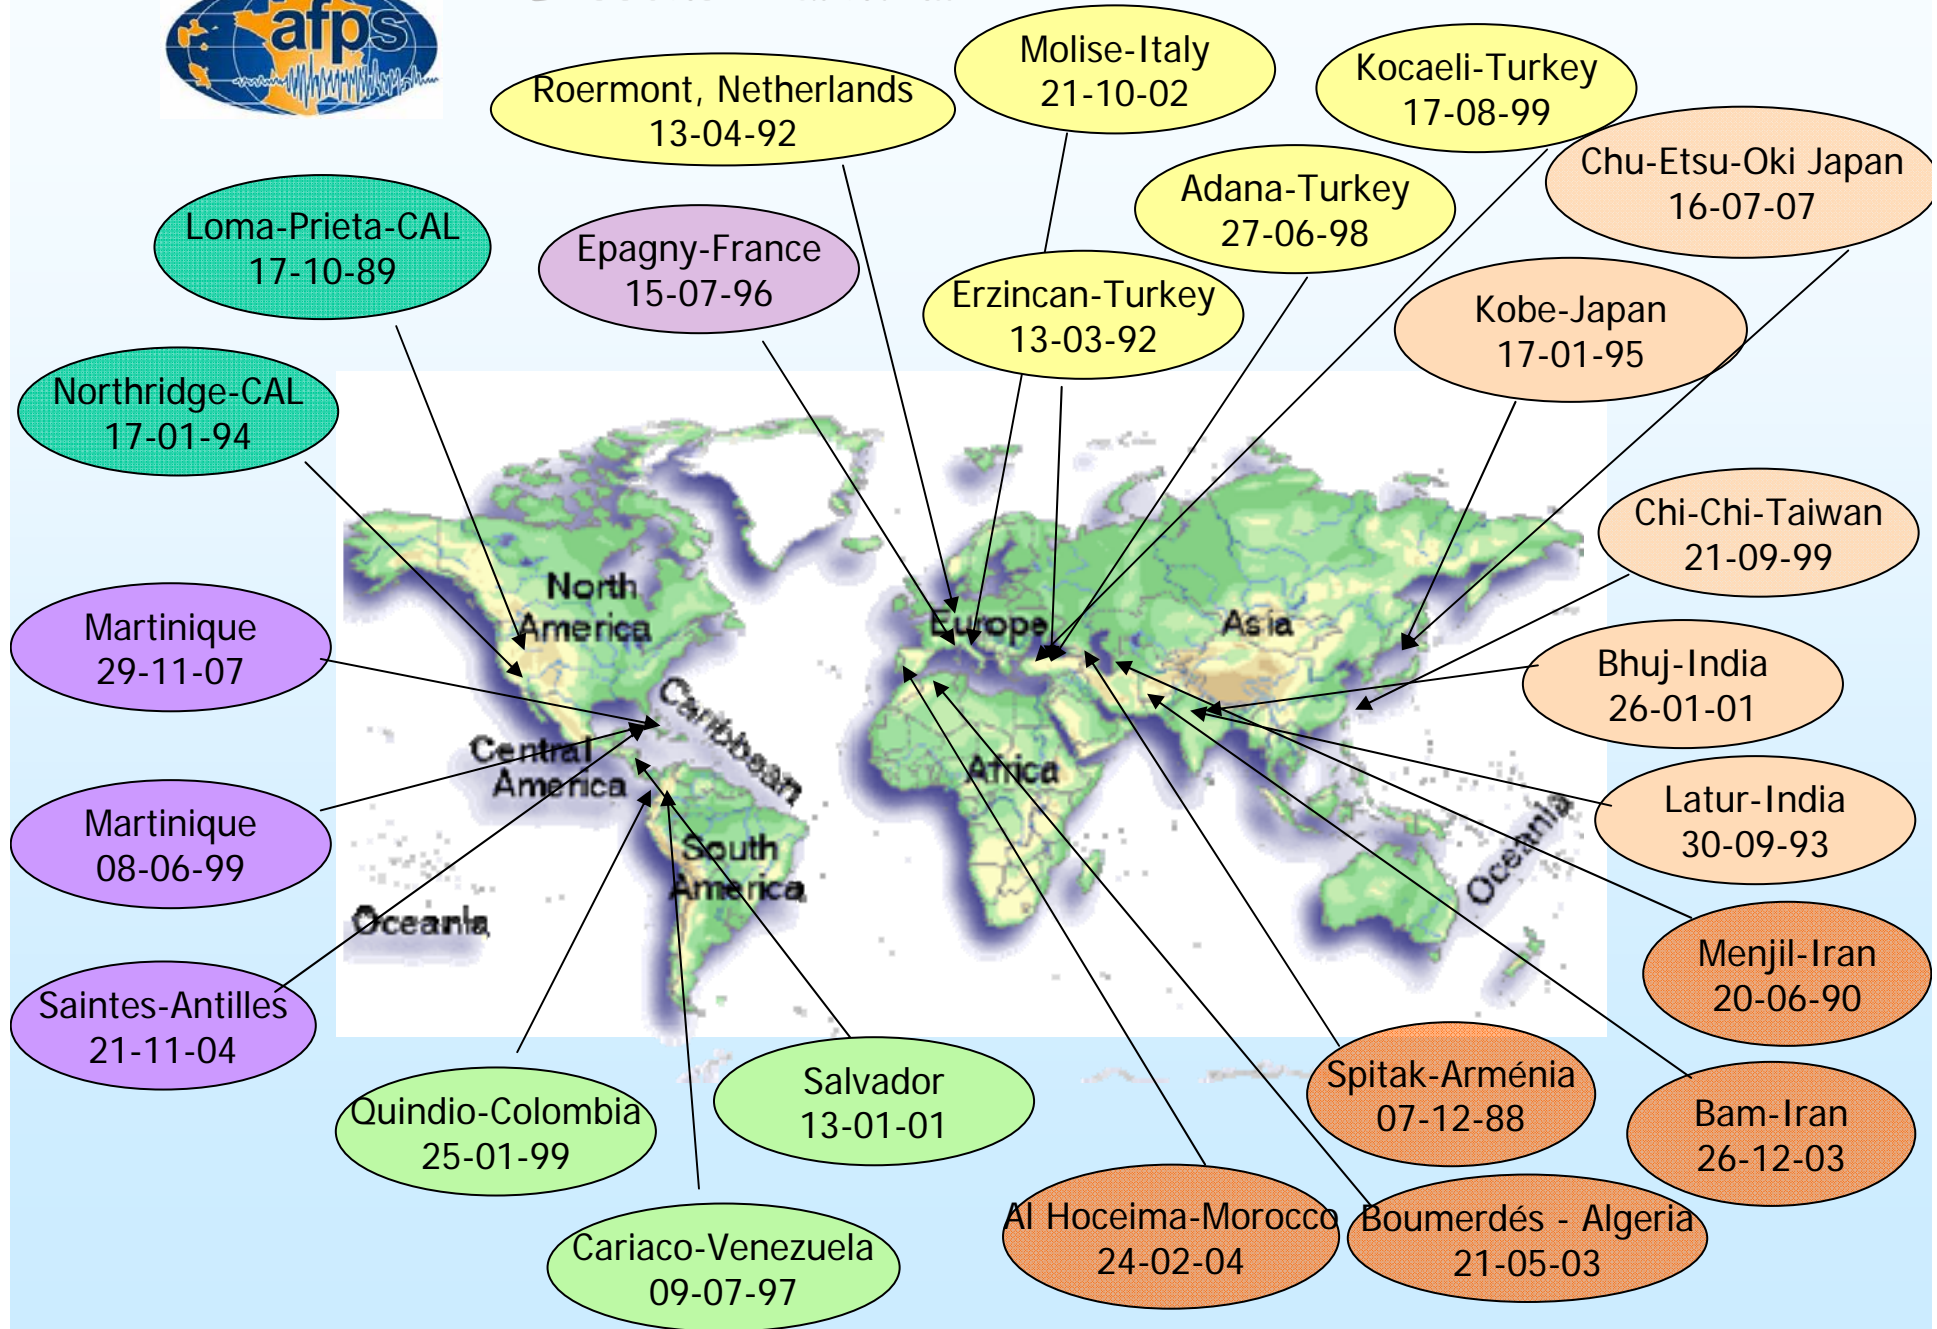 afps
Molise-Italy
21-10-02
Kocaeli-Turkey
17-08-99
Roermont, Netherlands
13-04-92
Chu-Etsu-Oki Japan
16-07-07
Adana-Turkey
27-06-98
Loma-Prieta-CAL
17-10-89
Epagny-France
15-07-96
Erzincan-Turkey
13-03-92
Kobe-Japan
17-01-95
Northridge-CAL
17-01-94
Chi-Chi-Taiwan
21-09-99
North
America
Europe
Asia
Martinique
29-11-07
Bhuj-India
26-01-01
Caribbean
Central
America
Africa
Martinique
08-06-99
Latur-India
30-09-93
South
America
Oceania
Oceania
Menjil-Iran
20-06-90
Saintes-Antilles
21-11-04
Quindio-Colombia
25-01-99
Salvador
13-01-01
Spitak-Arménia
07-12-88
Bam-Iran
26-12-03
Cariaco-Venezuela
09-07-97
Al Hoceima-Morocco
24-02-04
Boumerdés - Algeria
21-05-03